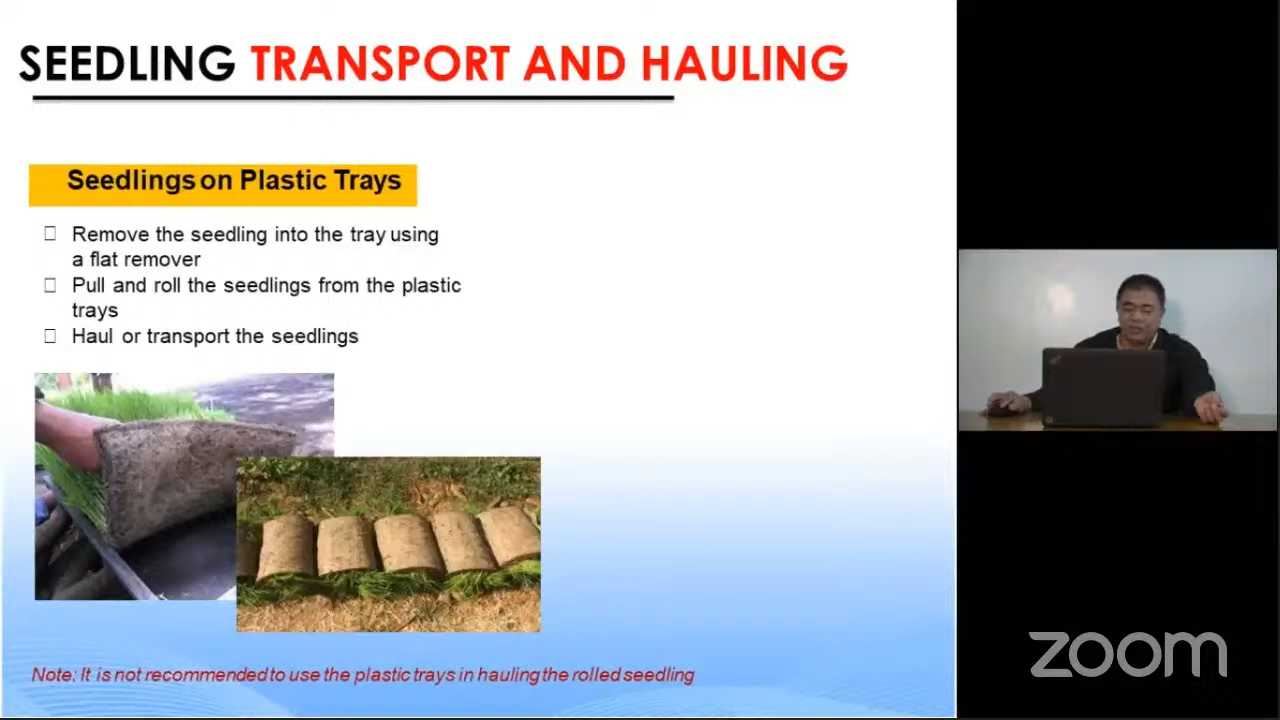 SEEDLING TRANSPORT AND HAULING
Seedlings on Plastic Trays
Remove the seedling into the tray using
a flat remover
Pull and roll the seedlings from the plastic
trays
Haul or transport the seedlings
Note: It is not recommended to use the plastic trays in hauling the rolled seedling
zoom